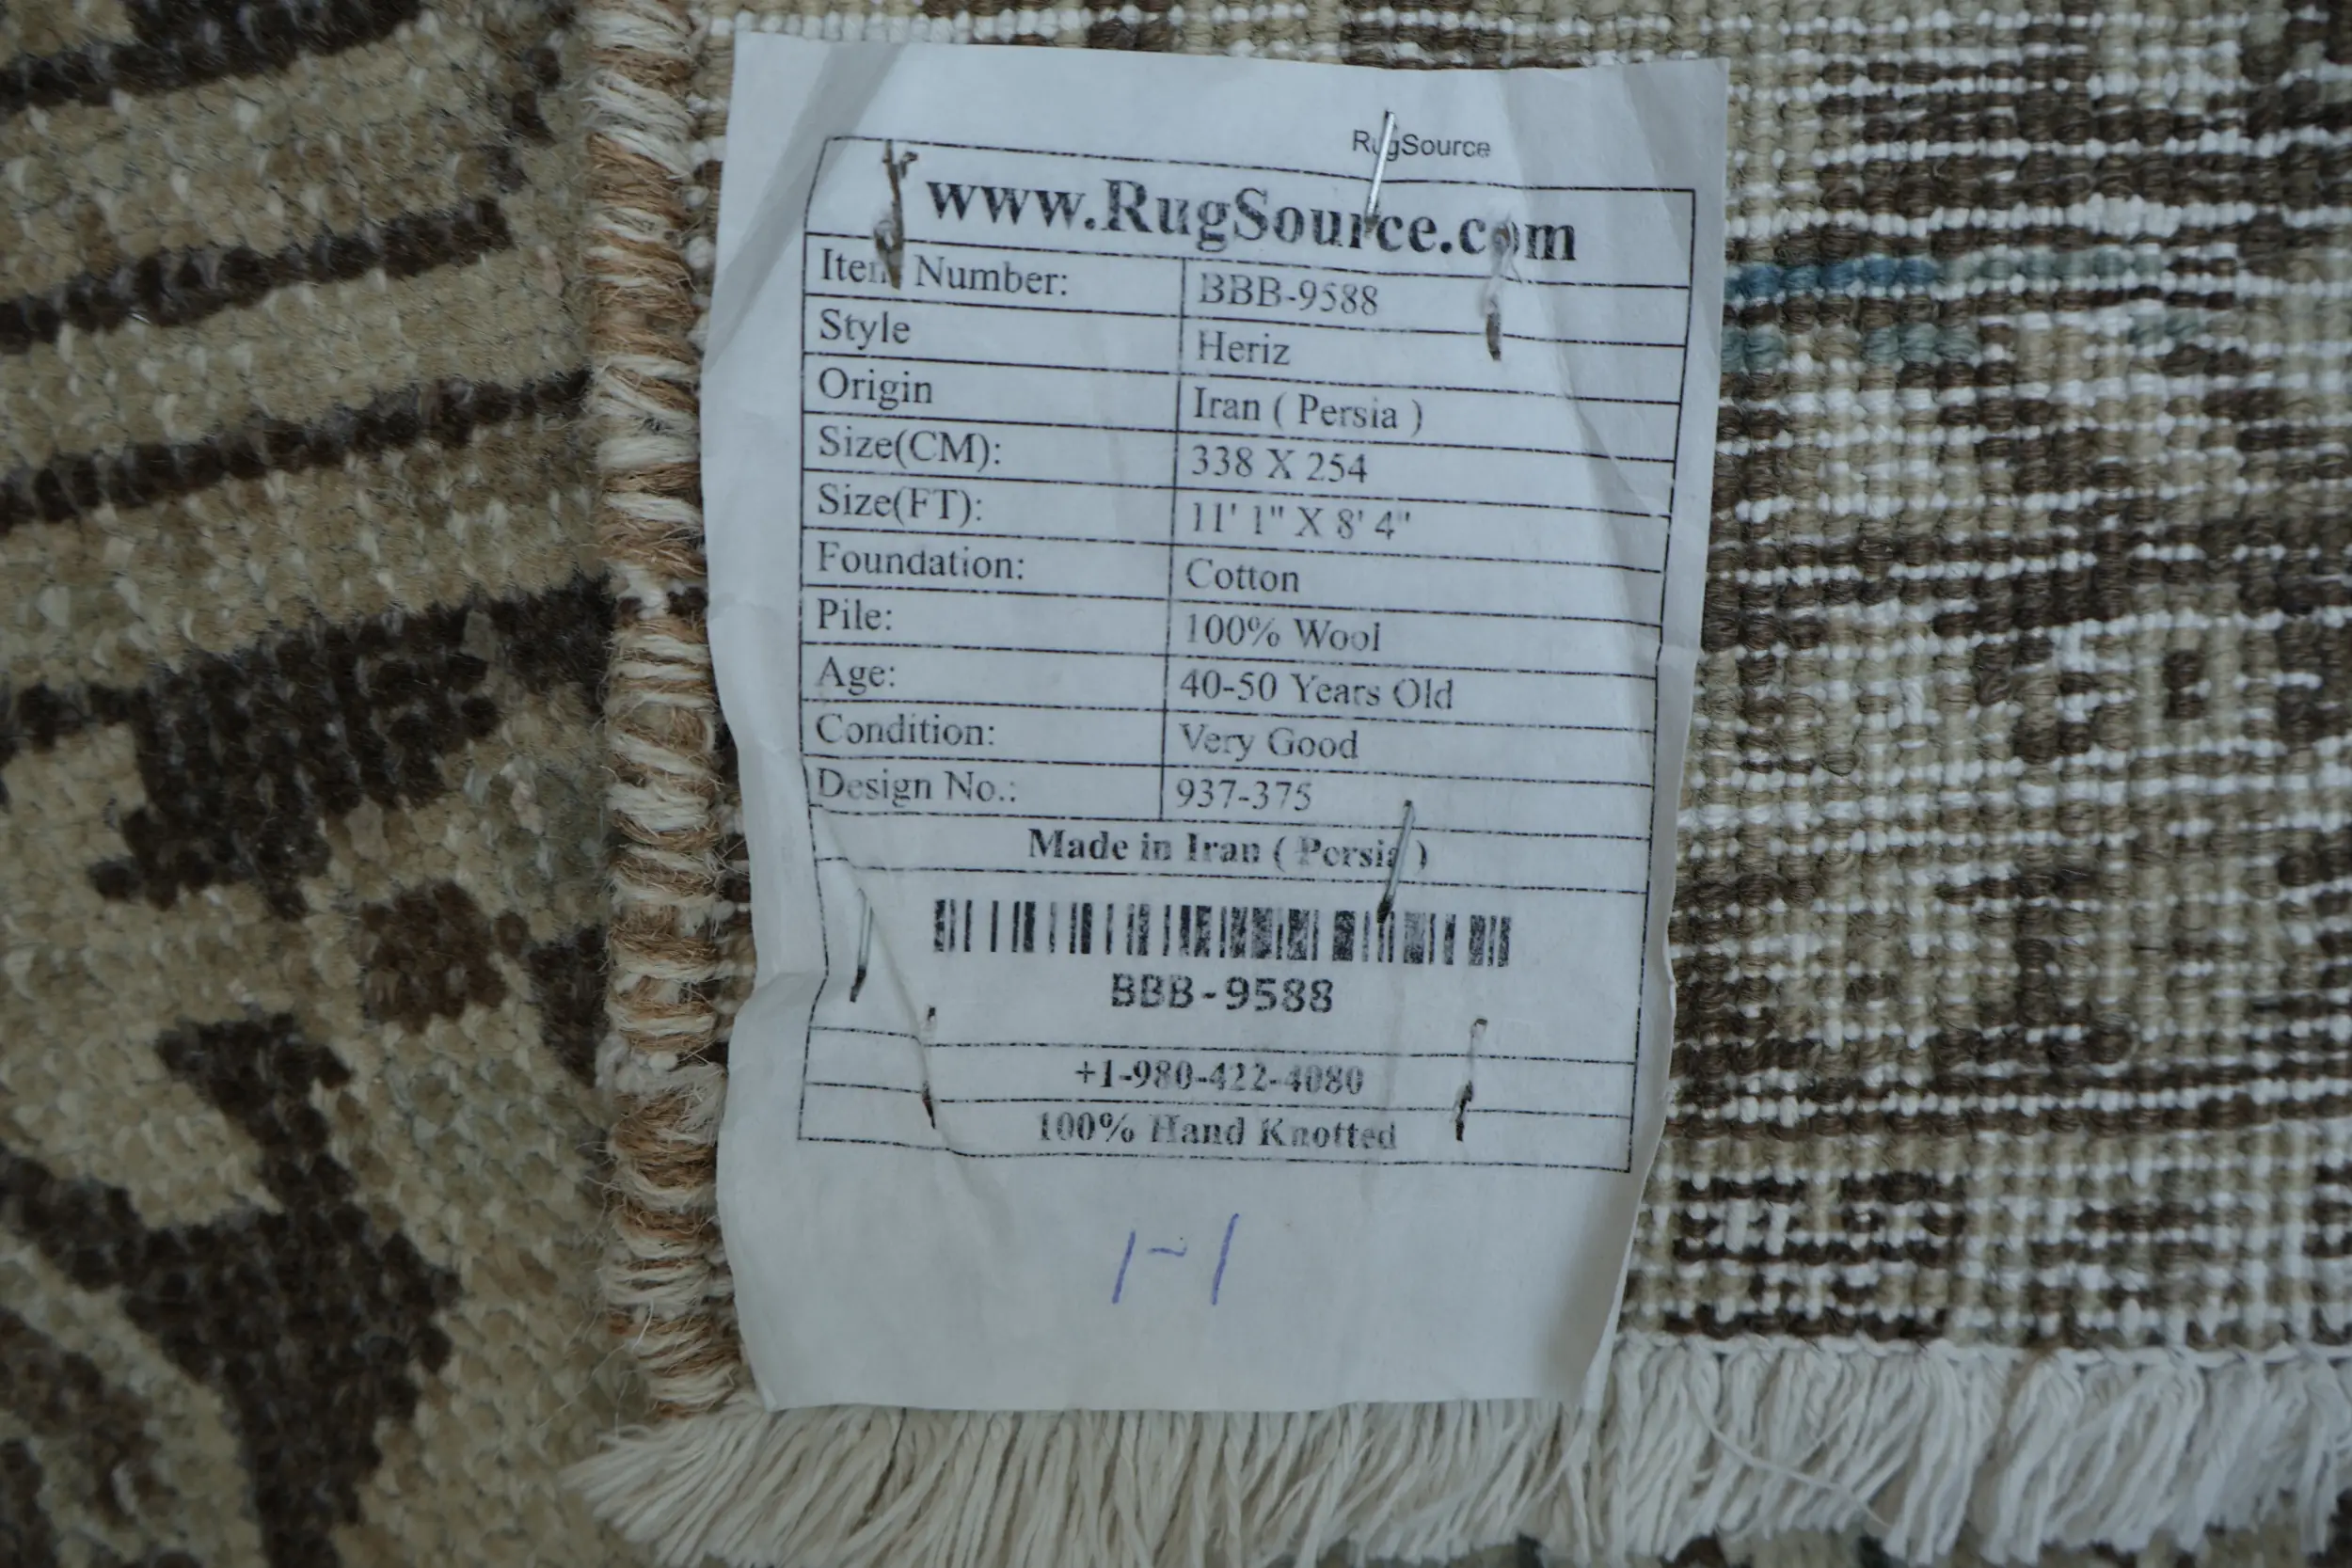 RugSource
www.RugSource.com
Item Number: BBB-9588
Style Heriz
Origin Iran ( Persia )
Size(CM): 338 X 254
Size(FT): 11' 1" X 8' 4"
Foundation: Cotton
Pile: 100% Wool
Age: 40-50 Years Old
Condition: Very Good
Design No.: 937-375
Made in Iran ( Persia )
BBB-9588
+1-980-422-4080
100% Hand Knotted
1-1